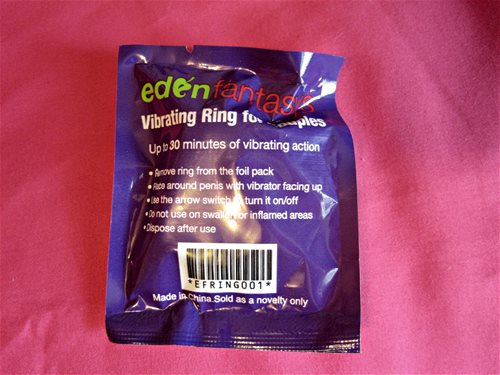 edenfantasys
Vibrating Ring for Couples
Up to 30 minutes of vibrating action
• Remove ring from the foil pack
• Place around penis with vibrator facing up
• Use the arrow switch to turn it on/off
• Do not use on swollen or inflamed areas
• Dispose after use
*EFRING001*
Made in China.Sold as a novelty only